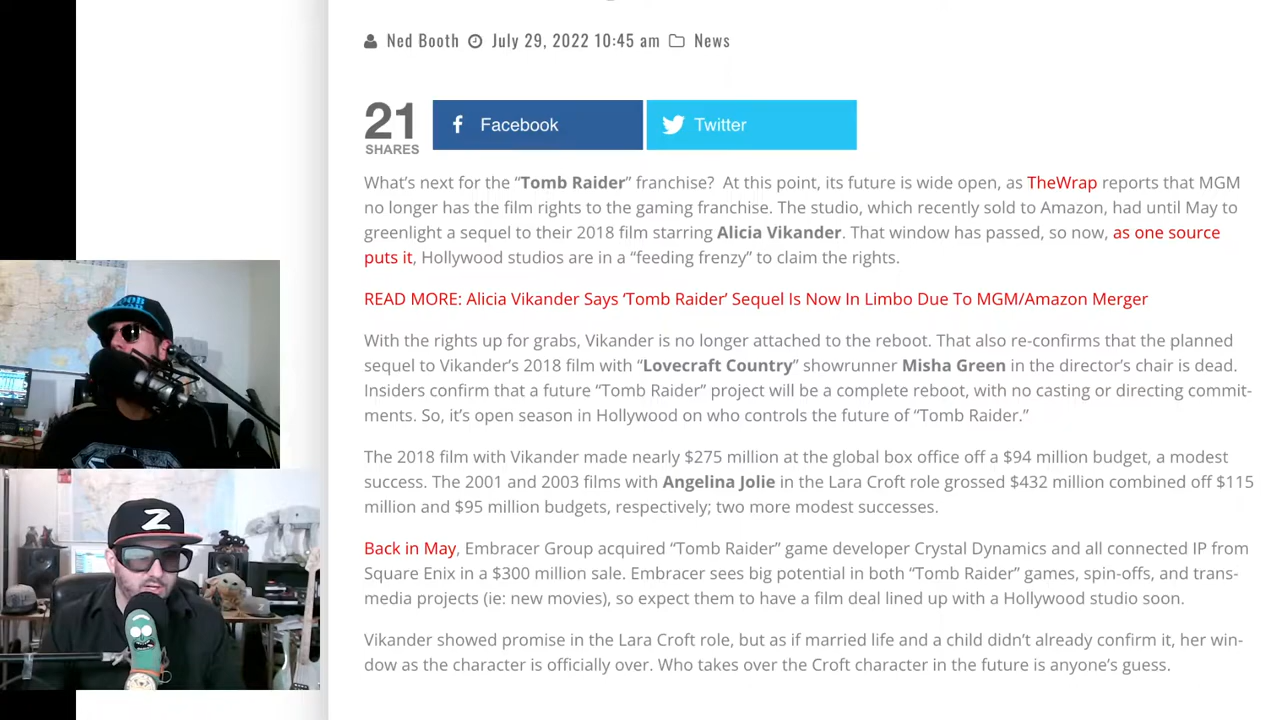 Ned Booth July 29, 2022 10:45 am News
21
SHARES
Facebook
Twitter
What’s next for the “Tomb Raider” franchise?  At this point, its future is wide open, as TheWrap reports that MGM
no longer has the film rights to the gaming franchise. The studio, which recently sold to Amazon, had until May to
greenlight a sequel to their 2018 film starring Alicia Vikander. That window has passed, so now, as one source
puts it, Hollywood studios are in a “feeding frenzy” to claim the rights.
READ MORE: Alicia Vikander Says ‘Tomb Raider’ Sequel Is Now In Limbo Due To MGM/Amazon Merger
With the rights up for grabs, Vikander is no longer attached to the reboot. That also re-confirms that the planned
sequel to Vikander’s 2018 film with “Lovecraft Country” showrunner Misha Green in the director’s chair is dead.
Insiders confirm that a future “Tomb Raider” project will be a complete reboot, with no casting or directing commit-
ments. So, it’s open season in Hollywood on who controls the future of “Tomb Raider.”
The 2018 film with Vikander made nearly $275 million at the global box office off a $94 million budget, a modest
success. The 2001 and 2003 films with Angelina Jolie in the Lara Croft role grossed $432 million combined off $115
million and $95 million budgets, respectively; two more modest successes.
Back in May, Embracer Group acquired “Tomb Raider” game developer Crystal Dynamics and all connected IP from
Square Enix in a $300 million sale. Embracer sees big potential in both “Tomb Raider” games, spin-offs, and trans-
media projects (ie: new movies), so expect them to have a film deal lined up with a Hollywood studio soon.
Vikander showed promise in the Lara Croft role, but as if married life and a child didn’t already confirm it, her win-
dow as the character is officially over. Who takes over the Croft character in the future is anyone’s guess.
Z